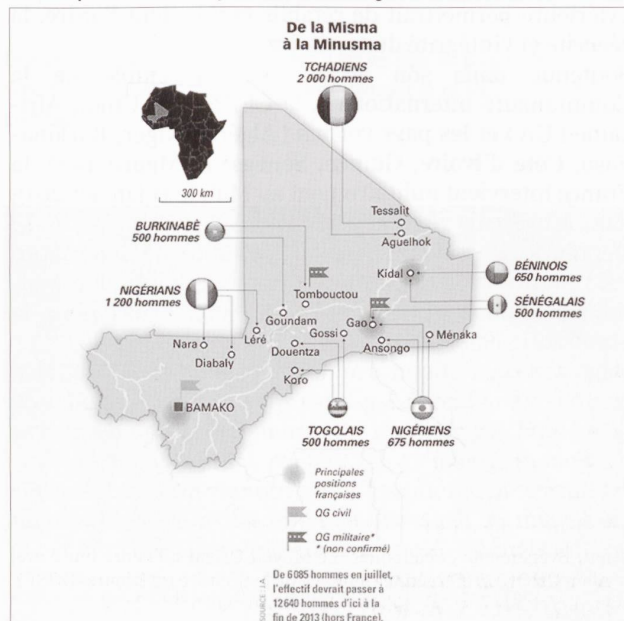 De la Misma
à la Minusma
TCHADIENS
2 000 hommes
300 km
BURKINABÈ
500 hommes
NIGÉRIANS
1 200 hommes
Tessalit
Aguelhok
Kidal
BÉNINOIS
650 hommes
SÉNÉGALAIS
500 hommes
Tombouctou
Goundam
Gao
Léré
Gossi
Ménaka
Nara
Diabaly
Douentza
Ansongo
Koro
BAMAKO
TOGOLAIS
500 hommes
NIGÉRIENS
675 hommes
Principales
positions
françaises
QG civil
QG militaire*
* (non confirmé)
De 6 085 hommes en juillet,
l'effectif devrait passer à
12 640 hommes d'ici à la
fin de 2013 (hors France).
SOURCE : J.A.